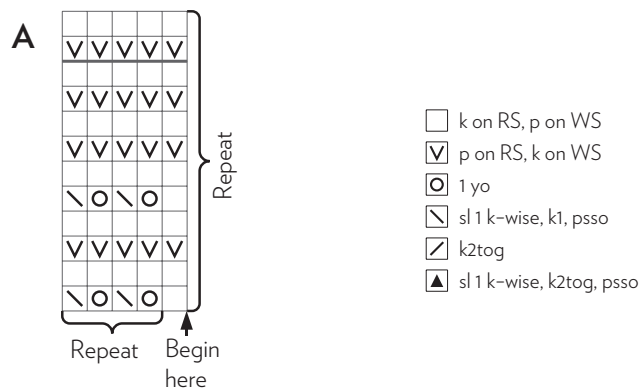 A
Repeat
Repeat
Begin
here
k on RS, p on WS
p on RS, k on WS
1 yo
sl 1 k-wise, k1, psso
k2tog
sl 1 k-wise, k2tog, psso